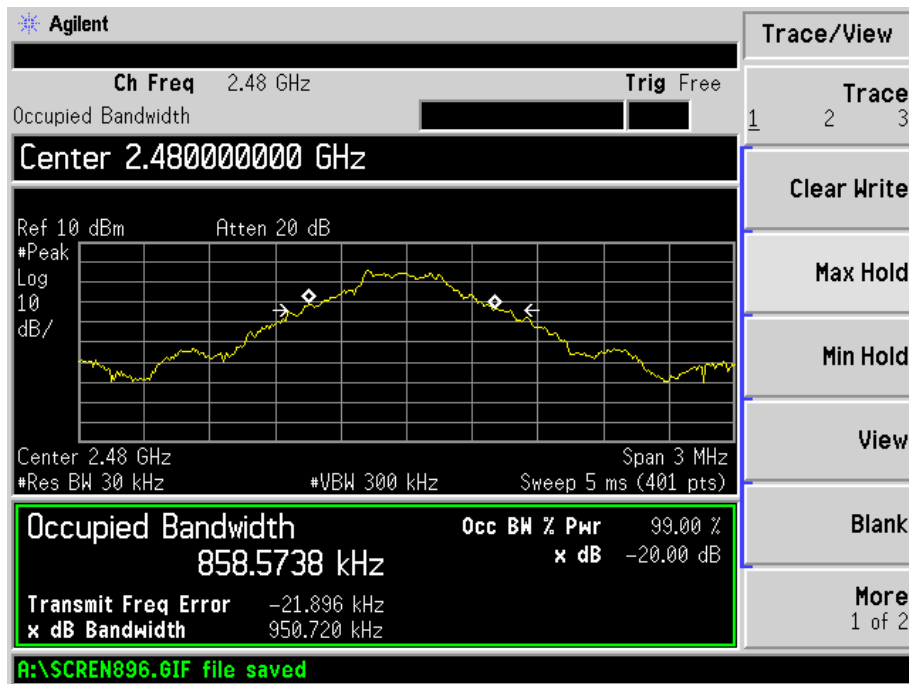 Agilent
Trace/View
Ch Freq 2.48 GHz Trig Free
Occupied Bandwidth
Trace
1 2 3
Center 2.480000000 GHz
Clear Write
Ref 10 dBm Atten 20 dB
#Peak
Log
10
dB/
Max Hold
Min Hold
View
Center 2.48 GHz Span 3 MHz
#Res BW 30 kHz #VBW 300 kHz Sweep 5 ms (401 pts)
Occupied Bandwidth
858.5738 kHz
Occ BW % Pwr 99.00 %
x dB -20.00 dB
Blank
Transmit Freq Error -21.896 kHz
x dB Bandwidth 950.720 kHz
More
1 of 2
A:\SCREN896.GIF file saved